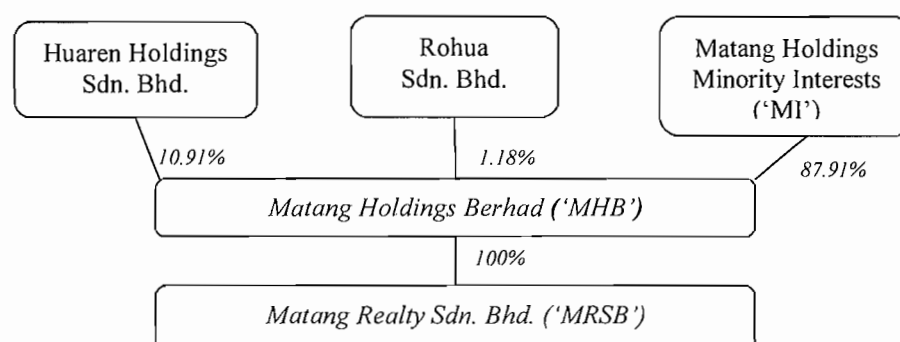 Huaren Holdings
Sdn. Bhd.
Rohua
Sdn. Bhd.
Matang Holdings
Minority Interests
('MI')
10.91%
1.18%
87.91%
Matang Holdings Berhad ('MHB')
100%
Matang Realty Sdn. Bhd. ('MRSB')